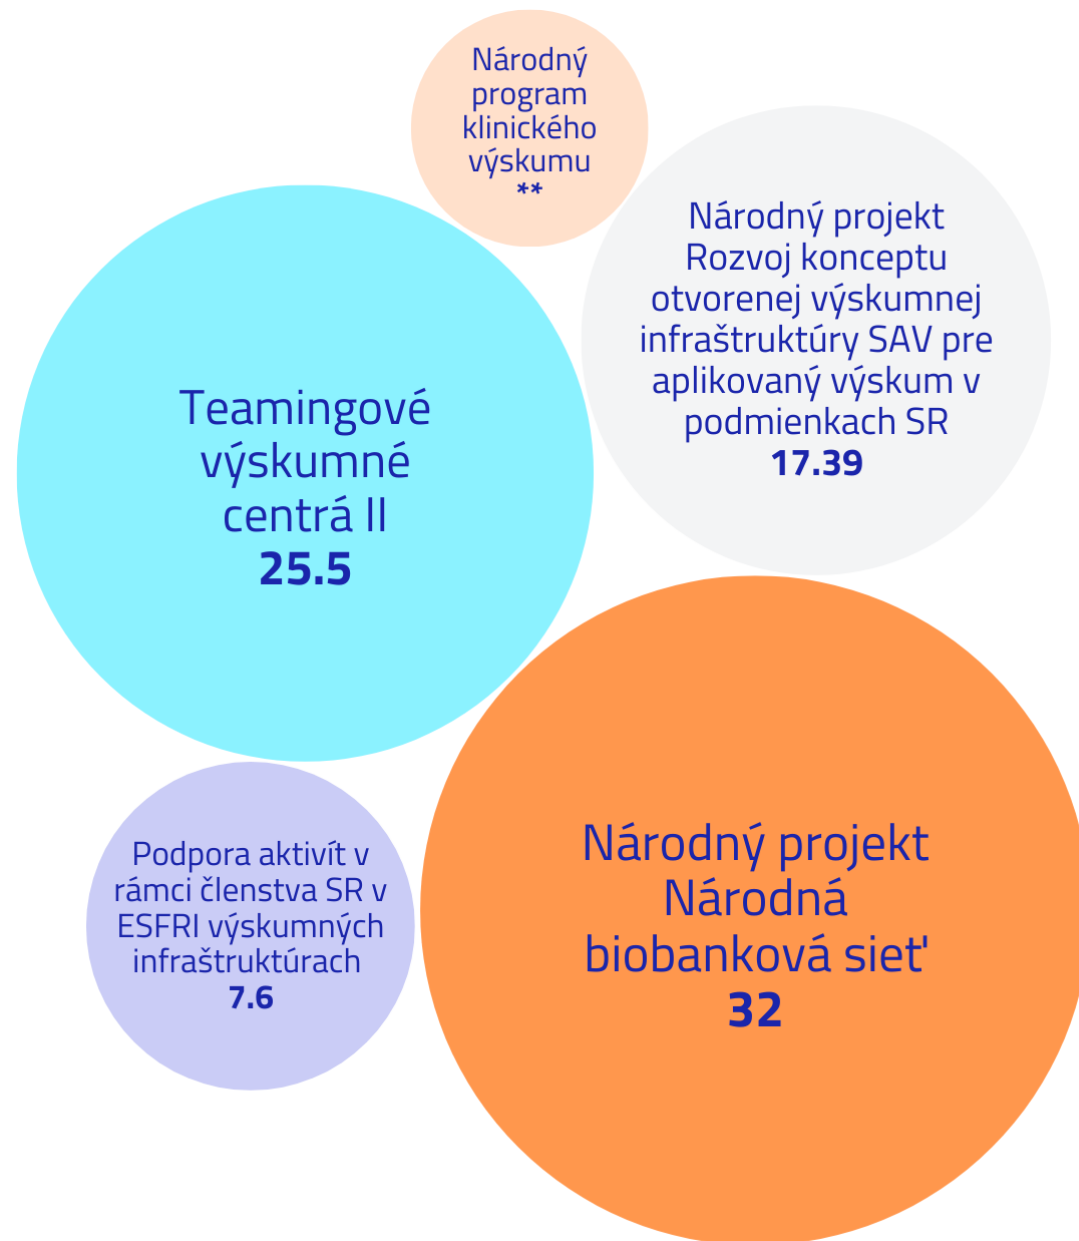 Národný
program
klinického
výskumu
**
Národný projekt
Rozvoj konceptu
otvorenej výskumnej
infraštruktúry SAV pre
aplikovaný výskum v
podmienkach SR
17.39
Teamingové
výskumné
centrá II
25.5
Podpora aktivít v
rámci členstva SR v
ESFRI výskumných
infraštruktúrach
7.6
Národný projekt
Národná
biobanková sieť
32